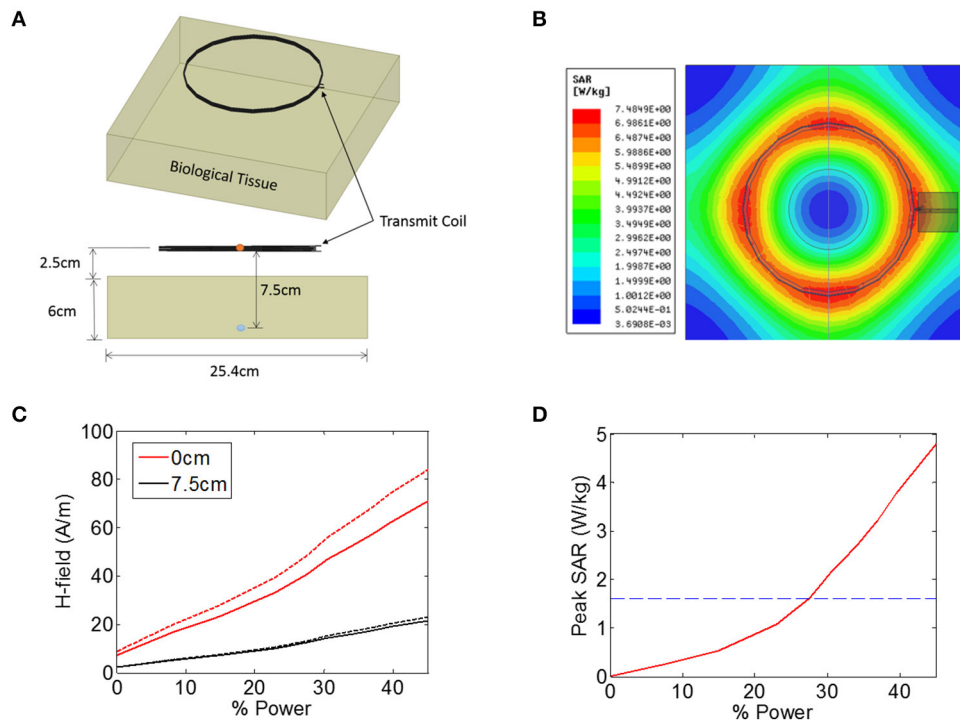 A
Biological Tissue
Transmit Coil
2.5cm
7.5cm
6cm
25.4cm
B
SAR
[W/kg]
7.4849E+00
6.9861E+00
6.4874E+00
5.9886E+00
5.4899E+00
4.9912E+00
4.4924E+00
3.9937E+00
3.4949E+00
2.9962E+00
2.4974E+00
1.9987E+00
1.4999E+00
1.0012E+00
5.0244E-01
3.6908E-03
C
100
80
60
40
20
0
H-field (A/m)
0cm
7.5cm
0
10
20
30
40
% Power
D
5
4
3
2
1
0
Peak SAR (W/kg)
0
10
20
30
40
% Power